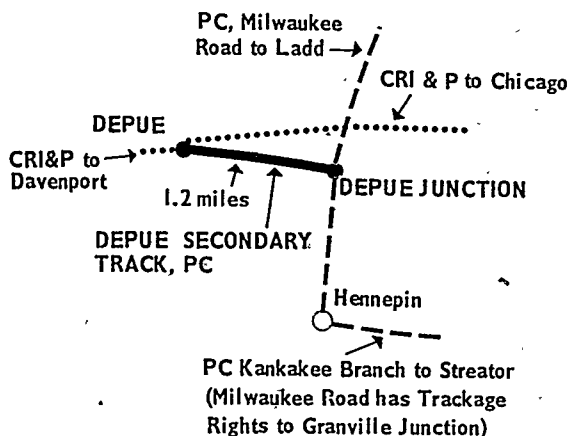 PC, Milwaukee
Road to Ladd
CRI & P to Chicago
DEPUE
CRI&P to
Davenport
1.2 miles
DEPUE JUNCTION
DEPUE SECONDARY
TRACK, PC
Hennepin
PC Kankakee Branch to Streator
(Milwaukee Road has Trackage
Rights to Granville Junction)